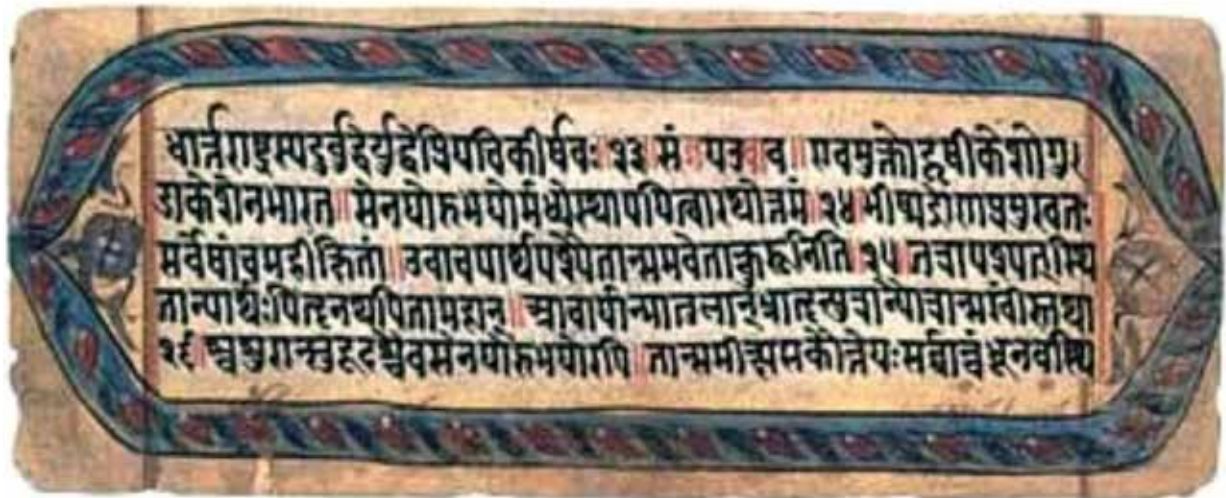 धार्त्तराष्ट्रस्यदुर्बुद्धेर्युद्धेप्रियचिकीर्षवः ॥ २३ ॥ सं ॥ जयउवाच ॥ एवमुक्तोहृषीकेशोगुर
डाकेशेनभारत ॥ सेनयोरुभयोर्मध्येस्थापयित्वारथोत्तमं ॥ २४ ॥ भीष्मद्रोणप्रमुखतः
सर्वेषांचमहीक्षितां ॥ उवाचपार्थपश्यैतान्समवेतान्कुरूनिति ॥ २५ ॥ तत्रापश्यत्स्थि
तान्पार्थःपितॄनथपितामहान् ॥ आचार्यान्मातुलान्भ्रातॄन्पुत्रान्पौत्रान्सखींस्तथा
२६ ॥ श्वशुरान्सुहृदश्चैवसेनयोरुभयोरपि ॥ तान्समीक्ष्यसकौंतेयःसर्वान्बंधूनवस्थि